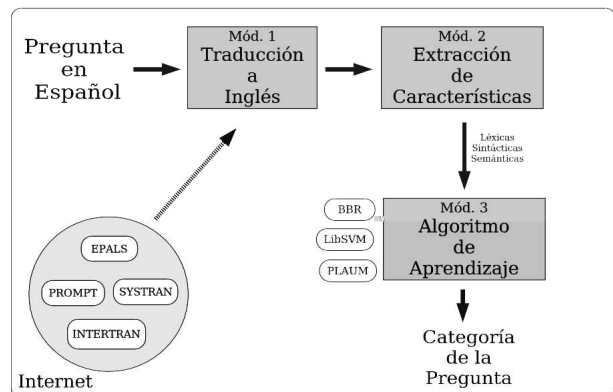 Pregunta
en
Español
Mód. 1
Traducción
a
Inglés
Mód. 2
Extracción
de
Características
Léxicas
Sintácticas
Semánticas
BBR
LibSVM
PLAUM
Mód. 3
Algoritmo
de
Aprendizaje
EPALS
PROMPT
SYSTRAN
INTERTRAN
Internet
Categoría
de la
Pregunta